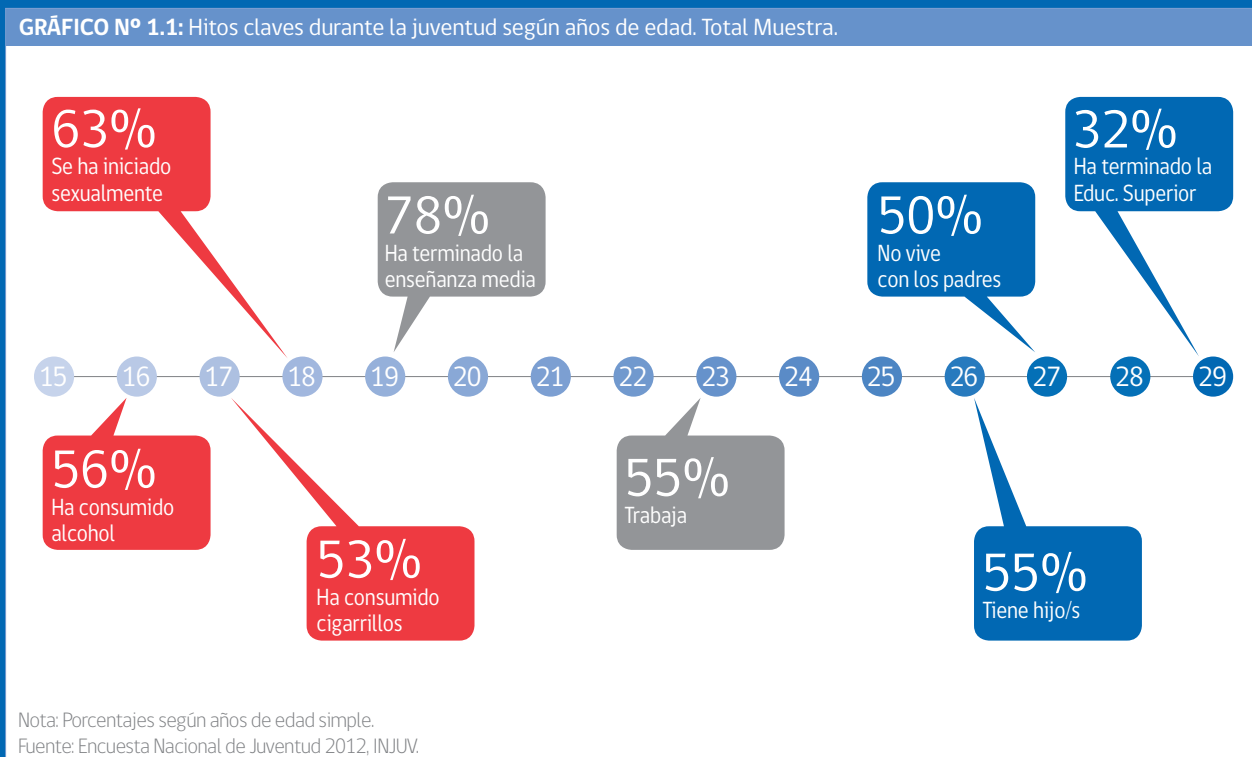 GRÁFICO Nº 1.1: Hitos claves durante la juventud según años de edad. Total Muestra.
63%
Se ha iniciado
sexualmente
78%
Ha terminado la
enseñanza media
50%
No vive
con los padres
32%
Ha terminado la
Educ. Superior
15 16 17 18 19 20 21 22 23 24 25 26 27 28 29
56%
Ha consumido
alcohol
53%
Ha consumido
cigarrillos
55%
Trabaja
55%
Tiene hijo/s
Nota: Porcentajes según años de edad simple.
Fuente: Encuesta Nacional de Juventud 2012, INJUV.